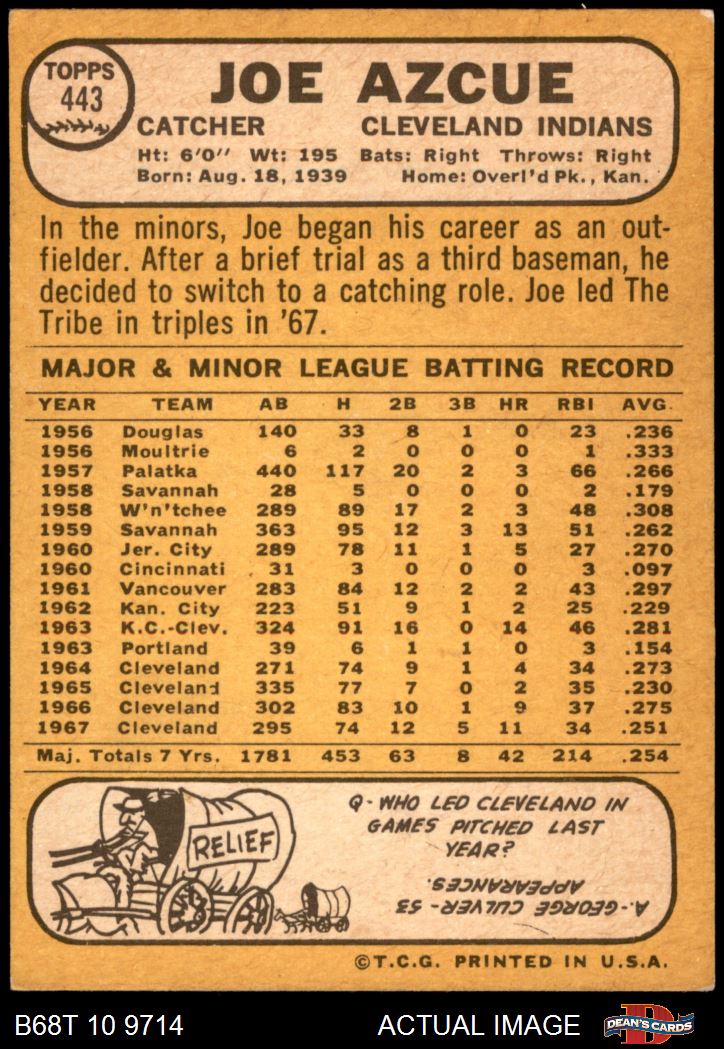 TOPPS
443
JOE AZCUE
CATCHER CLEVELAND INDIANS
Ht: 6'0" Wt: 195 Bats: Right Throws: Right
Born: Aug. 18, 1939 Home: Overl'd Pk., Kan.
In the minors, Joe began his career as an out-
fielder. After a brief trial as a third baseman, he
decided to switch to a catching role. Joe led The
Tribe in triples in '67.
MAJOR & MINOR LEAGUE BATTING RECORD
YEAR TEAM AB H 2B 3B HR RBI AVG.
1956 Douglas 140 33 8 1 0 23 .236
1956 Moultrie 6 2 0 0 0 1 .333
1957 Palatka 440 117 20 2 3 66 .266
1958 Savannah 28 5 0 0 0 2 .179
1958 W'n'tchee 289 89 17 2 3 48 .308
1959 Savannah 363 95 12 3 13 51 .262
1960 Jer. City 289 78 11 1 5 27 .270
1960 Cincinnati 31 3 0 0 0 3 .097
1961 Vancouver 283 84 12 2 2 43 .297
1962 Kan. City 223 51 9 1 2 25 .229
1963 K.C.-Clev. 324 91 16 0 14 46 .281
1963 Portland 39 6 1 1 0 3 .154
1964 Cleveland 271 74 9 1 4 34 .273
1965 Cleveland 335 77 7 0 2 35 .230
1966 Cleveland 302 83 10 1 9 37 .275
1967 Cleveland 295 74 12 5 11 34 .251
Maj. Totals 7 Yrs. 1781 453 63 8 42 214 .254
RELIEF
Q- WHO LED CLEVELAND IN
GAMES PITCHED LAST
YEAR?
A.- GEORGE CULVER - 53
APPEARANCES.
©T.C.G. PRINTED IN U.S.A.
B68T 10 9714 ACTUAL IMAGE
D
DEAN'S CARDS